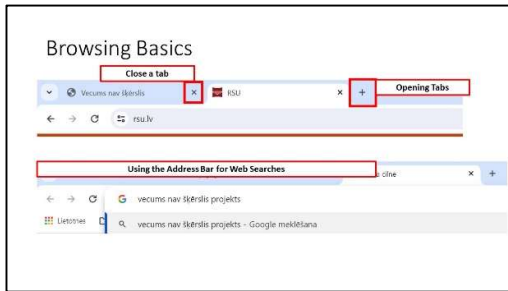 Browsing Basics
Close a tab
Vecums nav šķērslis × RSU × +
Opening Tabs
rsu.lv
Using the Address Bar for Web Searches
cilne × +
vecums nav šķērslis projekts
Lietotnes
vecums nav šķērslis projekts - Google meklēšana